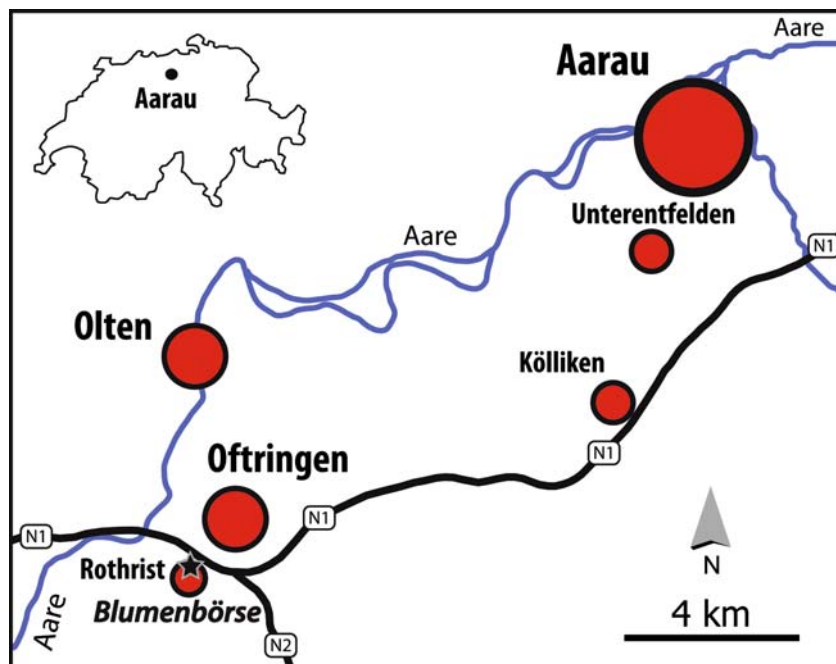 Aare
Aarau
Aarau
Unterentfelden
Aare
N1
Olten
Kölliken
Oftringen
N1
N1
N1
Rothrist
N
Blumenbörse
Aare
4 km
N2